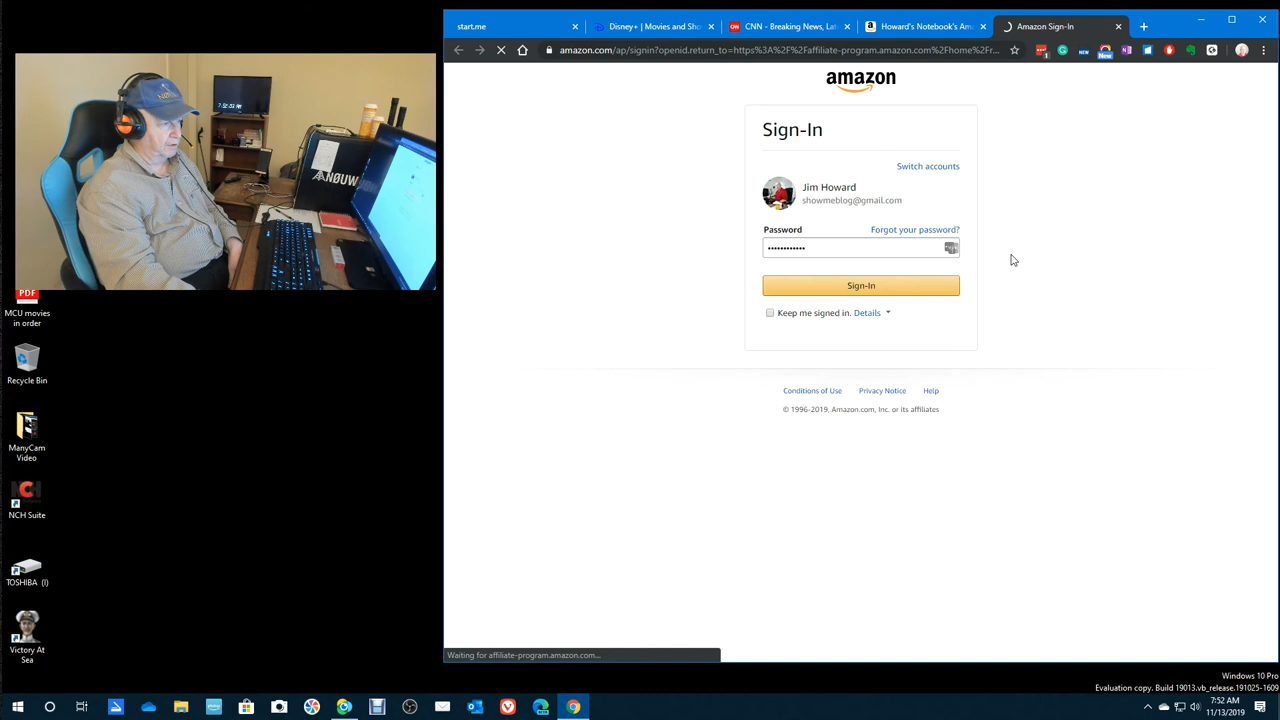 start.me
Disney+ | Movies and Sho
CNN - Breaking News, Lat
Howard's Notebook's Ama
Amazon Sign-In
amazon.com/ap/signin?openid.return_to=https%3A%2F%2Faffiliate-program.amazon.com%2Fhome%2Fr...
amazon
Sign-In
Switch accounts
Jim Howard
showmeblog@gmail.com
Password
Forgot your password?
••••••••••••
Sign-In
Keep me signed in. Details
Conditions of Use
Privacy Notice
Help
© 1996-2019, Amazon.com, Inc. or its affiliates
Waiting for affiliate-program.amazon.com...
PDF
MCU movies
in order
Recycle Bin
ManyCam
Video
NCH Suite
TOSHIBA (I)
Victory At
Sea
Windows 10 Pro
Evaluation copy. Build 19013.vb_release.191025-1609
7:52 AM
11/13/2019